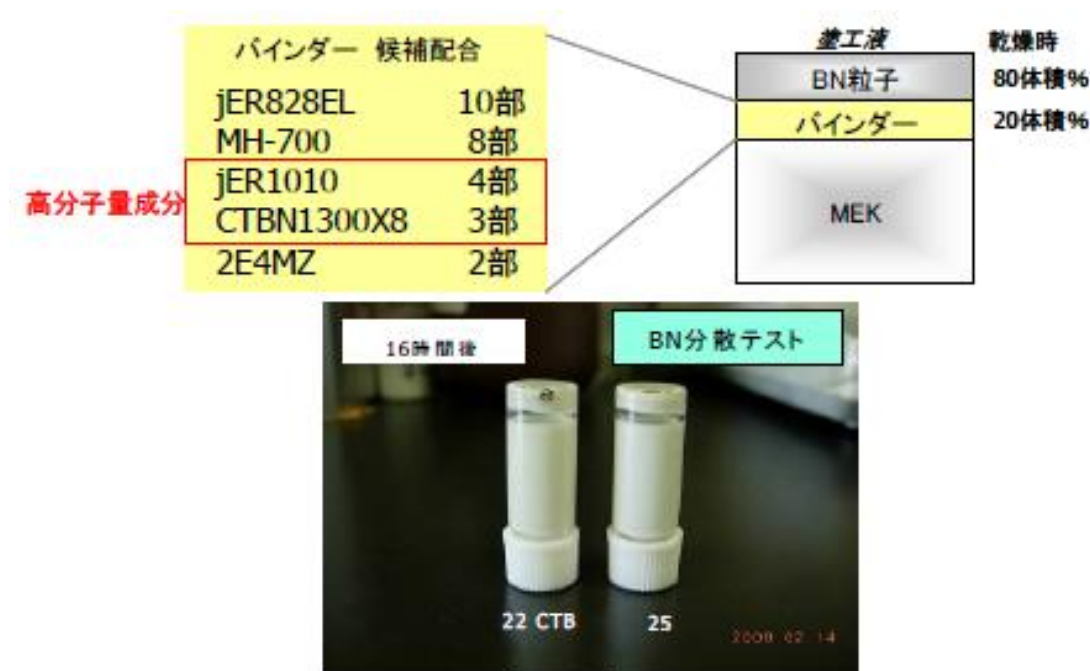 バインダー 候補配合
jER828EL 10部
MH-700 8部
jER1010 4部
CTBN1300X8 3部
2E4MZ 2部
高分子量成分
塗工液 乾燥時
BN粒子 80体積%
バインダー 20体積%
MEK
16時間後
BN分散テスト
22 CTB 25
2009 02 14